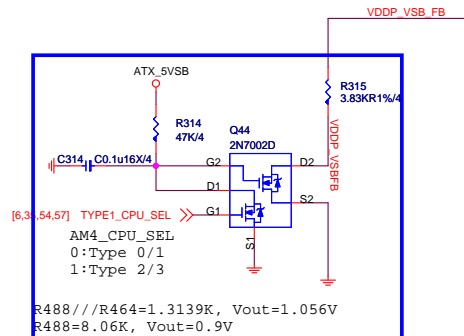 VDDP_VSB_FB
ATX_5VSB
R315
3.83KR1%/4
R314
47K/4
Q44
2N7002D
VDDP_VSBFB
C314
C0.1u16X/4
G2
D2
D1
S2
[6,35,54,57] TYPE1_CPU_SEL
G1
S1
AM4_CPU_SEL
0:Type 0/1
1:Type 2/3
R488///R464=1.3139K, Vout=1.056V
R488=8.06K, Vout=0.9V